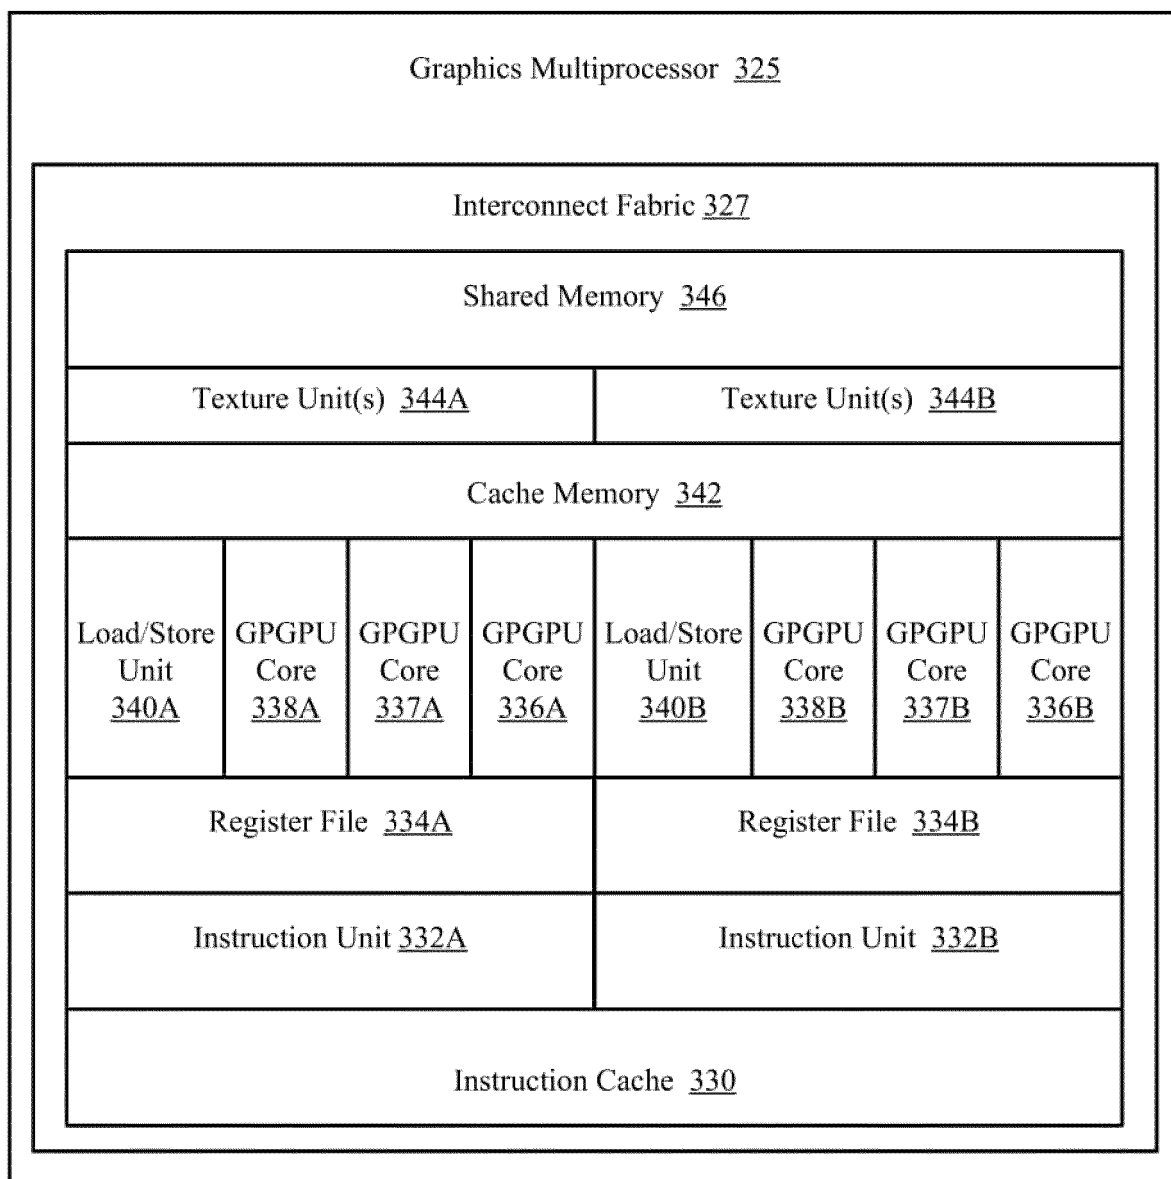 Graphics Multiprocessor 325
Interconnect Fabric 327
Shared Memory 346
Texture Unit(s) 344A
Texture Unit(s) 344B
Cache Memory 342
Load/Store
Unit
340A
GPGPU
Core
338A
GPGPU
Core
337A
GPGPU
Core
336A
Load/Store
Unit
340B
GPGPU
Core
338B
GPGPU
Core
337B
GPGPU
Core
336B
Register File 334A
Register File 334B
Instruction Unit 332A
Instruction Unit 332B
Instruction Cache 330